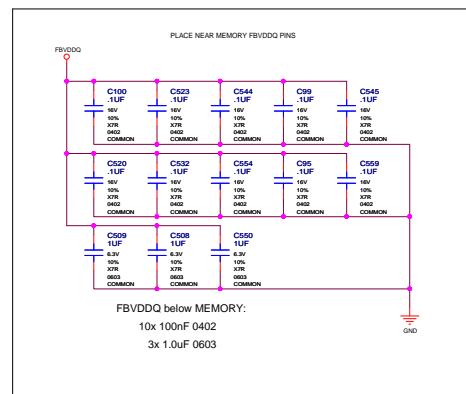 PLACE NEAR MEMORY FBVDDQ PINS
FBVDDQ
C100
.1UF
16V
10%
X7R
0402
COMMON
C523
.1UF
16V
10%
X7R
0402
COMMON
C544
.1UF
16V
10%
X7R
0402
COMMON
C99
.1UF
16V
10%
X7R
0402
COMMON
C545
.1UF
16V
10%
X7R
0402
COMMON
C520
.1UF
16V
10%
X7R
0402
COMMON
C532
.1UF
16V
10%
X7R
0402
COMMON
C554
.1UF
16V
10%
X7R
0402
COMMON
C95
.1UF
16V
10%
X7R
0402
COMMON
C559
.1UF
16V
10%
X7R
0402
COMMON
C509
1UF
6.3V
10%
X7R
0603
COMMON
C508
1UF
6.3V
10%
X7R
0603
COMMON
C550
1UF
6.3V
10%
X7R
0603
COMMON
FBVDDQ below MEMORY:
10x 100nF 0402
3x 1.0uF 0603
GND